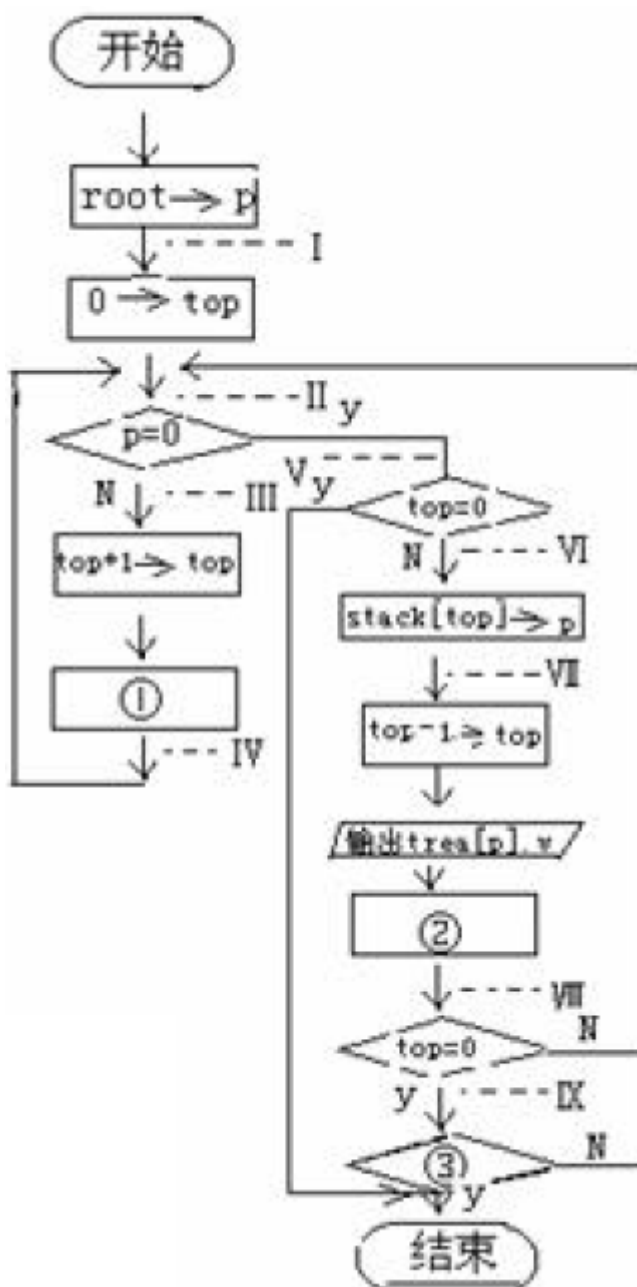 开始
root→p
I
0→top
II
y
p=0
V
y
N
III
top=0
top+1→top
N
VI
stack[top]→p
①
VII
IV
top-1→top
输出trea[p].v
②
VIII
top=0
N
y
IX
③
N
y
结束